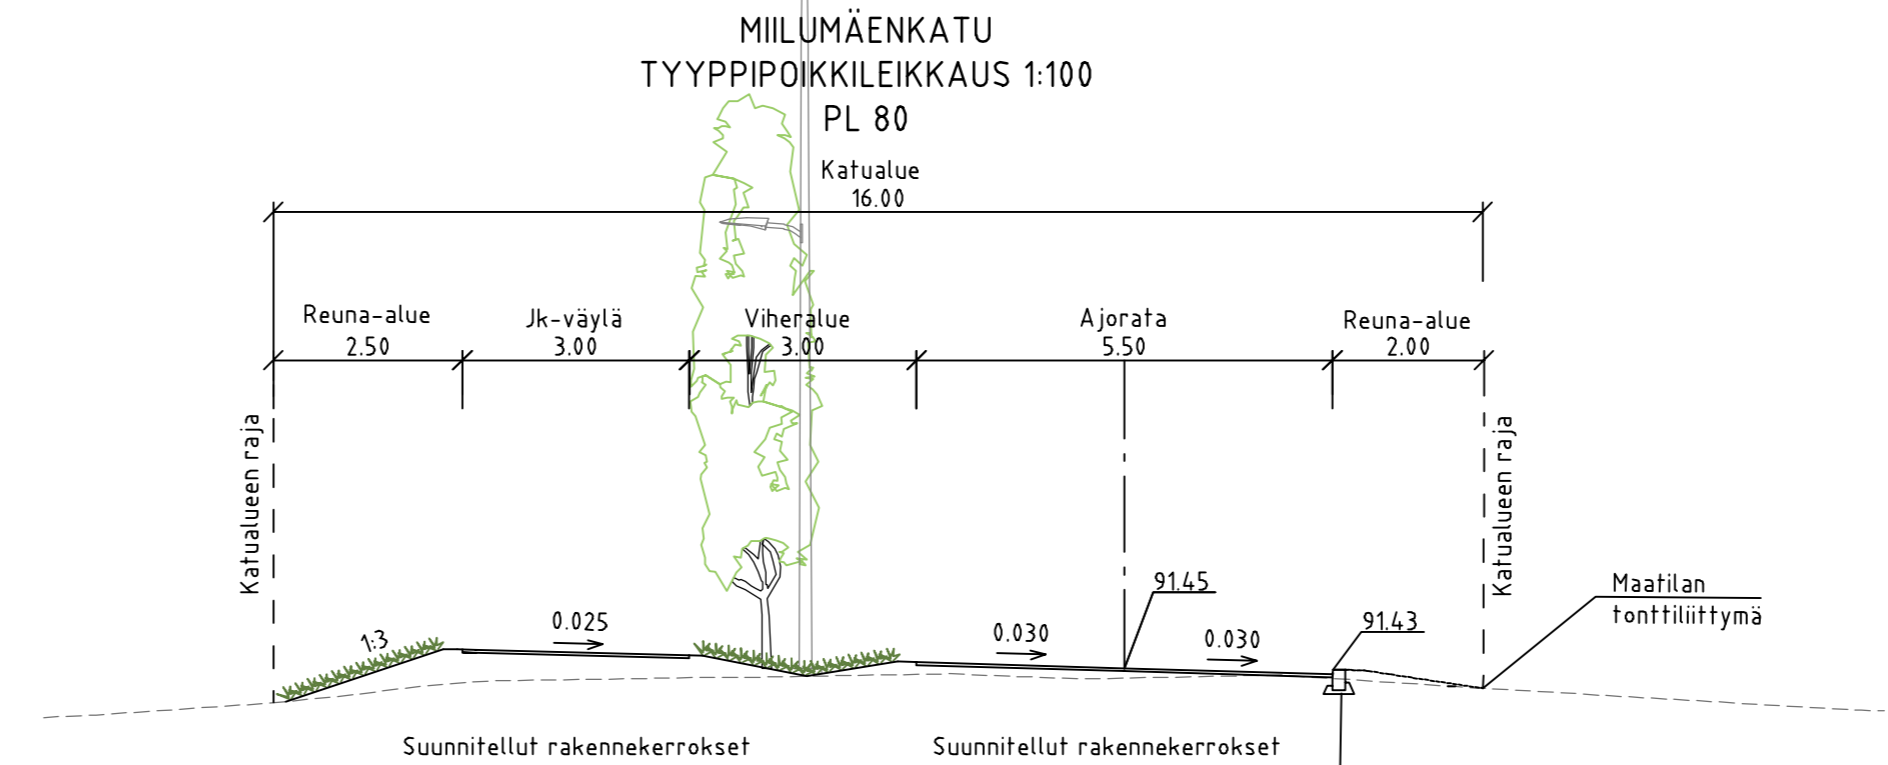 MIILUMÄENKATU
TYYPPIPOIKKILEIKKAUS 1:100
PL 80
Katualue
16.00
Reuna-alue
2.50
Jk-väylä
3.00
Viheralue
3.00
Ajorata
5.50
Reuna-alue
2.00
Katualueen raja
Katualueen raja
1:3
0.025
0.030
91.45
0.030
91.43
Maatilan
tonttiliittymä
Suunnitellut rakennekerrokset
Suunnitellut rakennekerrokset